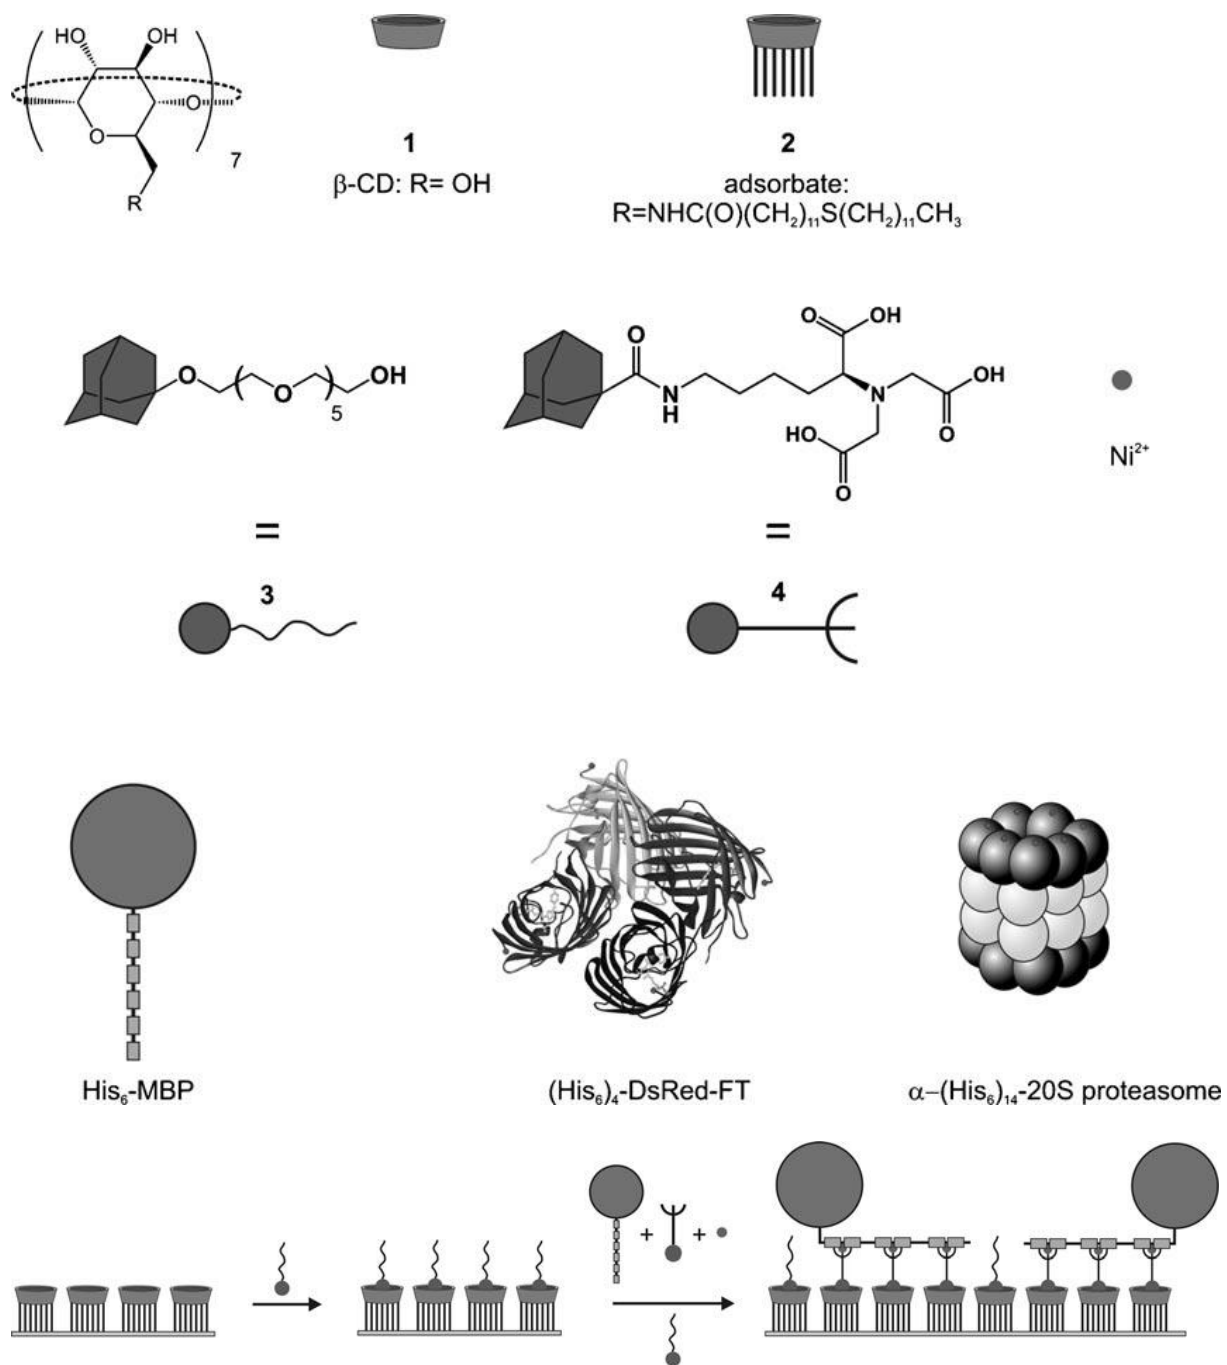 HO OH
O
O
R
7
1
β-CD: R= OH
2
adsorbate:
R=NHC(O)(CH₂)₁₁S(CH₂)₁₁CH₃
O
O
5
OH
O
N
H
O
OH
N
OH
O
HO
O
Ni²⁺
=
=
3
4
His₆-MBP
(His₆)₄-DsRed-FT
α–(His₆)₁₄-20S proteasome
+ +